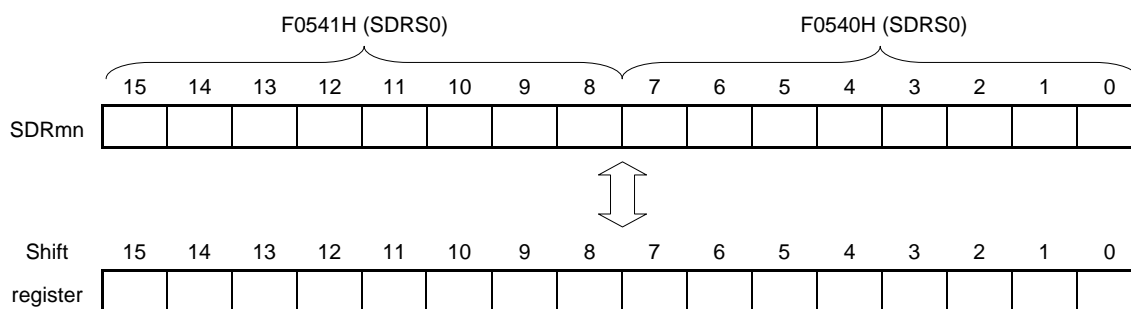 F0541H (SDRS0) F0540H (SDRS0)
15 14 13 12 11 10 9 8 7 6 5 4 3 2 1 0
SDRmn
Shift 15 14 13 12 11 10 9 8 7 6 5 4 3 2 1 0
register